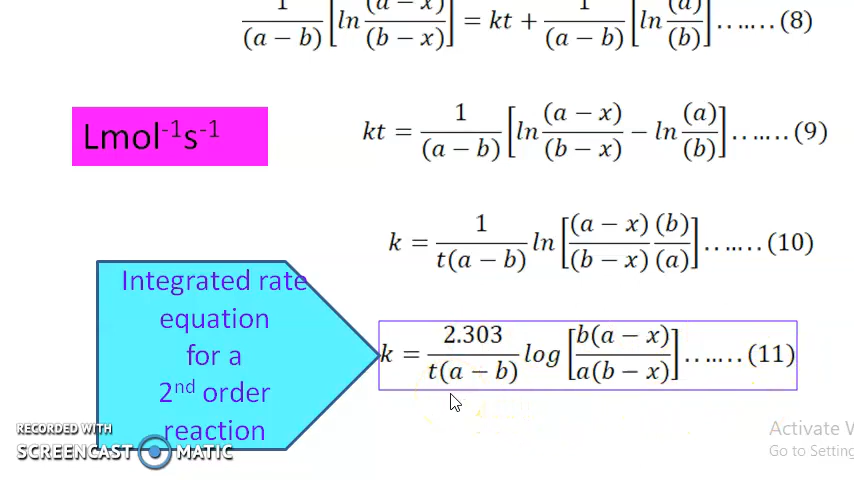 1/(a − b) [ln (a − x)/(b − x)] = kt + 1/(a − b) [ln (a)/(b)] ……… (8)
Lmol⁻¹s⁻¹
kt = 1/(a − b) [ln (a − x)/(b − x) − ln (a)/(b)] ……… (9)
k = 1/t(a − b) ln [(a − x)/(b − x) (b)/(a)] ……… (10)
Integrated rate
equation
for a
2ⁿᵈ order
reaction
k = 2.303/t(a − b) log [b(a − x)/a(b − x)] ……… (11)
RECORDED WITH
SCREENCAST MATIC
Activate
Go to Setting